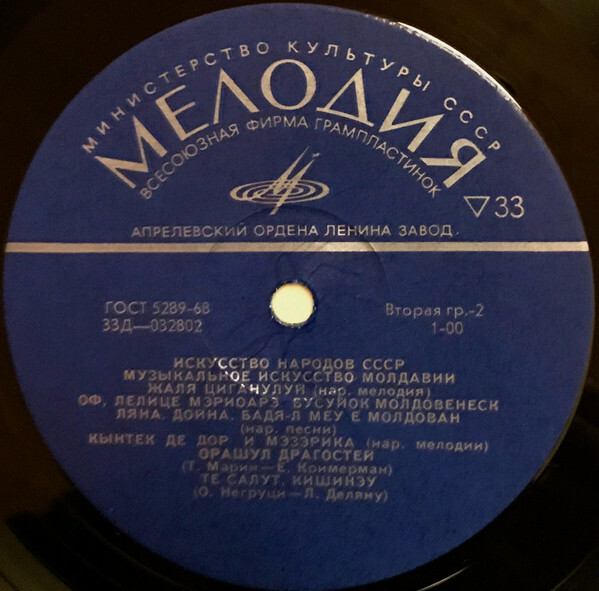 МИНИСТЕРСТВО КУЛЬТУРЫ СССР
МЕЛОДИЯ
ВСЕСОЮЗНАЯ ФИРМА ГРАМПЛАСТИНОК
▽33
АПРЕЛЕВСКИЙ ОРДЕНА ЛЕНИНА ЗАВОД
ГОСТ 5289-68
33Д—032802
Вторая гр.-2
1-00
ИСКУССТВО НАРОДОВ СССР
МУЗЫКАЛЬНОЕ ИСКУССТВО МОЛДАВИИ
ЖАЛЯ ЦИГАНУЛУЙ (нар. мелодия)
ОФ, ЛЕЛИЦЕ МЭРИОАРЭ, БУСУЙОК МОЛДОВЕНЕСК
ЛЯНА, ДОЙНА, БАДЯ-Л МЕУ Е МОЛДОВАН
(нар. песни)
КЫНТЕК ДЕ ДОР И МЭЗЭРИКА (нар. мелодии)
ОРАШУЛ ДРАГОСТЕЙ
(Т. Марин—Е. Кримерман)
ТЕ САЛУТ, КИШИНЭУ
(О. Негруци—Л. Деляну)